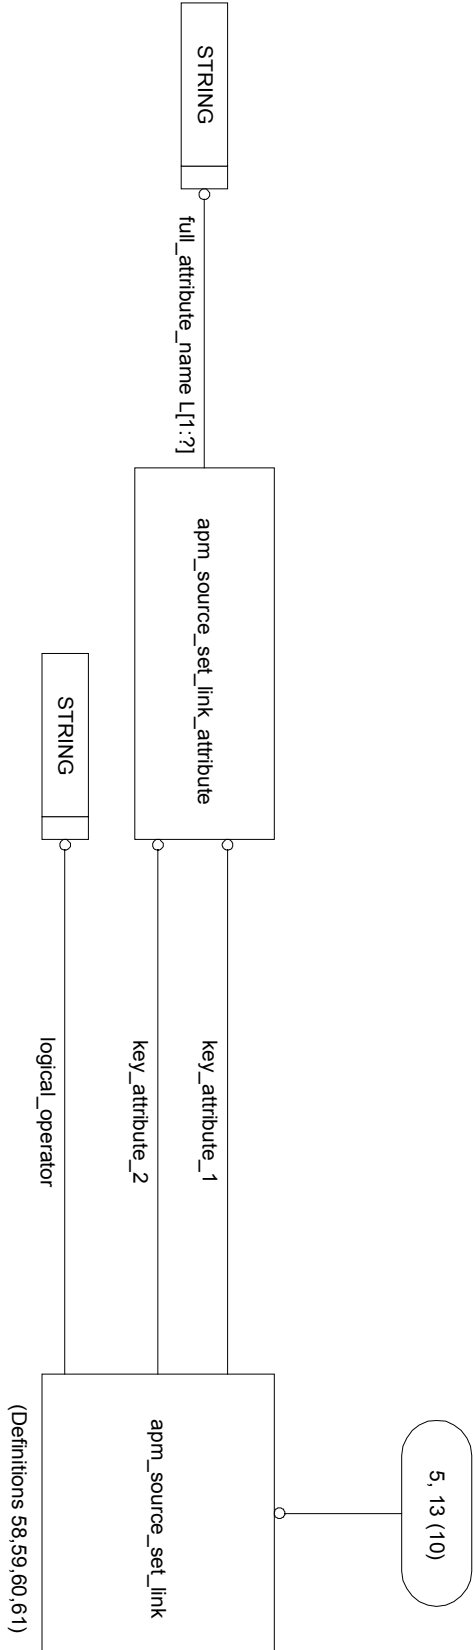 5, 13 (10)
STRING
full_attribute_name L[1:?]
apm_source_set_link_attribute
key_attribute_1
key_attribute_2
apm_source_set_link
STRING
logical_operator
(Definitions 58,59,60,61)